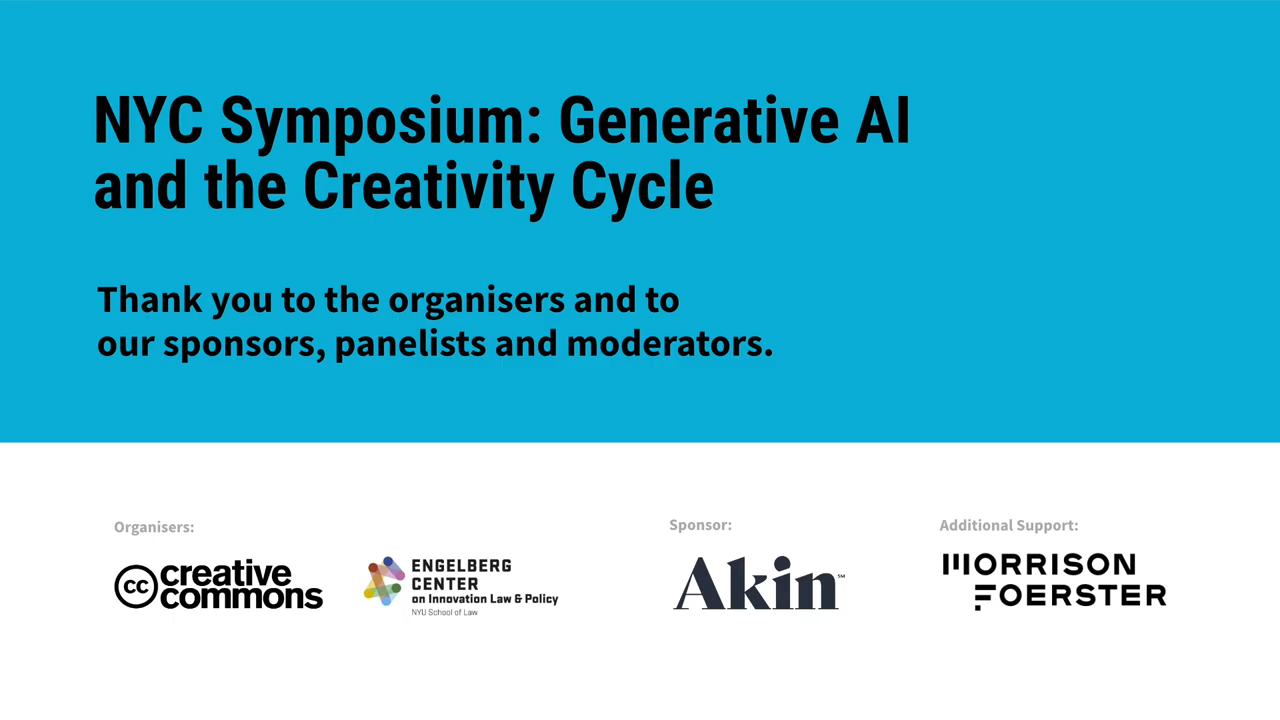 NYC Symposium: Generative AI
and the Creativity Cycle
Thank you to the organisers and to
our sponsors, panelists and moderators.
Organisers:
cc creative
commons
ENGELBERG
CENTER
on Innovation Law & Policy
NYU School of Law
Sponsor:
Akin™
Additional Support:
MORRISON
FOERSTER